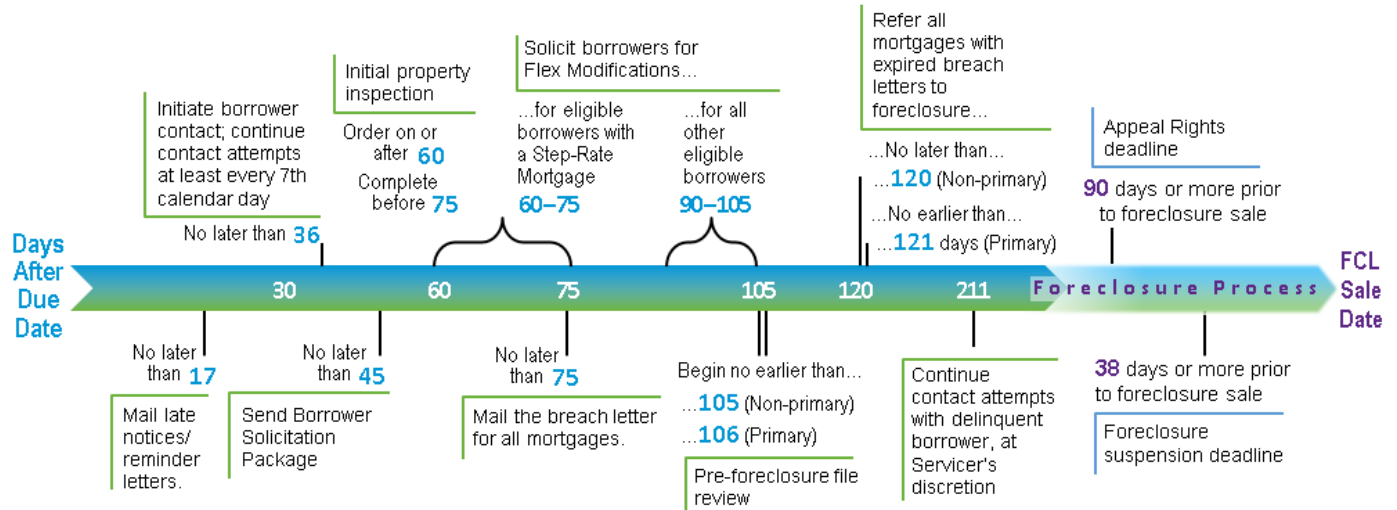 Days
After
Due
Date
Initiate borrower
contact; continue
contact attempts
at least every 7th
calendar day
No later than 36
Initial property
inspection
Order on or
after 60
Complete
before 75
Solicit borrowers for
Flex Modifications...
...for eligible
borrowers with
a Step-Rate
Mortgage
60–75
...for all
other
eligible
borrowers
90–105
Refer all
mortgages with
expired breach
letters to
foreclosure...
...No later than...
...120 (Non-primary)
...No earlier than...
...121 days (Primary)
Appeal Rights
deadline
90 days or more prior
to foreclosure sale
30
60
75
105
120
211
Foreclosure Process
FCL
Sale
Date
No later
than 17
Mail late
notices/
reminder
letters.
No later
than 45
Send Borrower
Solicitation
Package
No later
than 75
Mail the breach letter
for all mortgages.
Begin no earlier than...
...105 (Non-primary)
...106 (Primary)
Pre-foreclosure file
review
Continue
contact attempts
with delinquent
borrower, at
Servicer's
discretion
38 days or more prior
to foreclosure sale
Foreclosure
suspension deadline